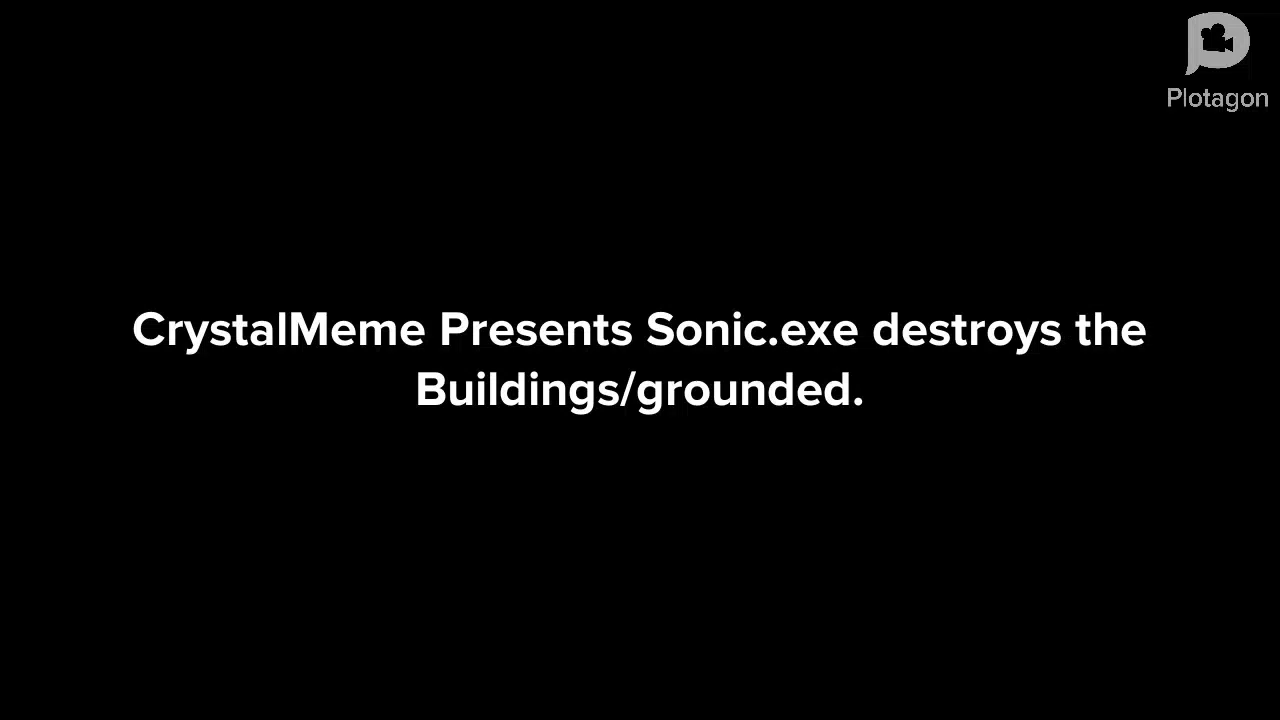 Plotagon
CrystalMeme Presents Sonic.exe destroys the
Buildings/grounded.